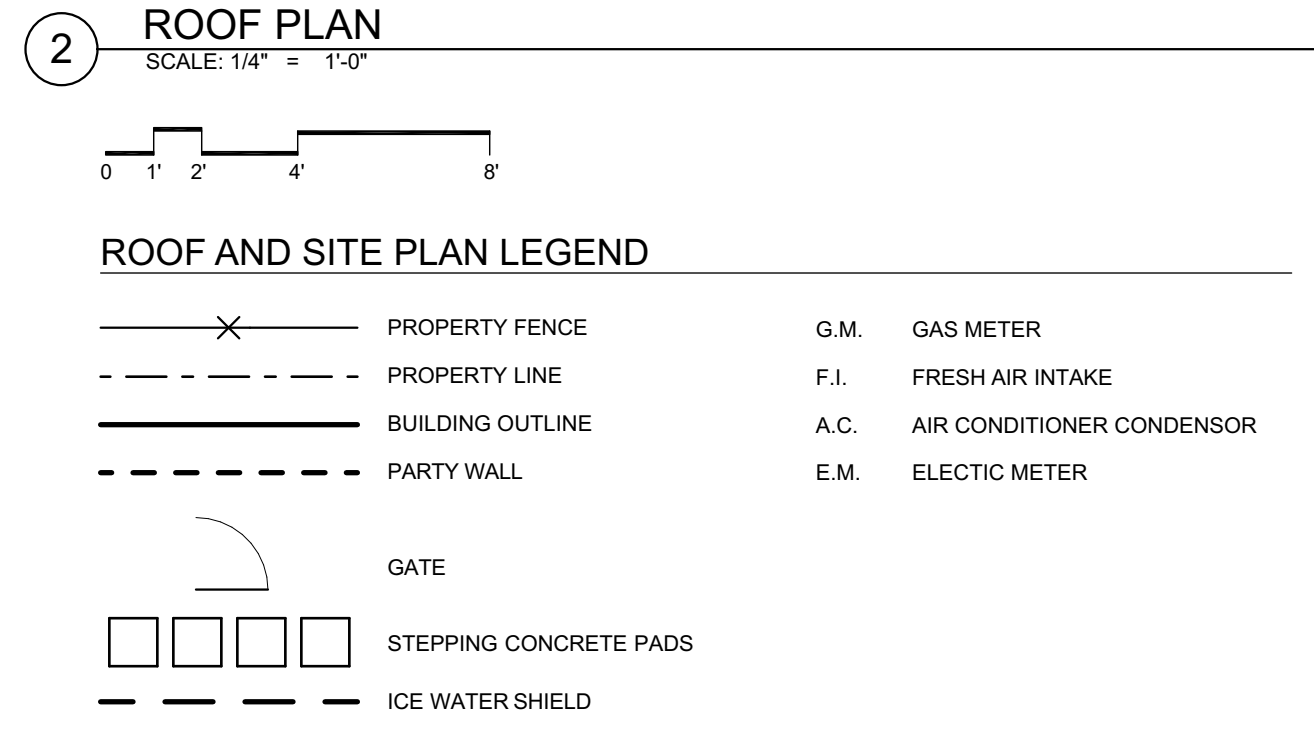 2
ROOF PLAN
SCALE: 1/4" = 1'-0"
0 1' 2' 4' 8'
ROOF AND SITE PLAN LEGEND
PROPERTY FENCE
PROPERTY LINE
BUILDING OUTLINE
PARTY WALL
GATE
STEPPING CONCRETE PADS
ICE WATER SHIELD
G.M. GAS METER
F.I. FRESH AIR INTAKE
A.C. AIR CONDITIONER CONDENSOR
E.M. ELECTIC METER